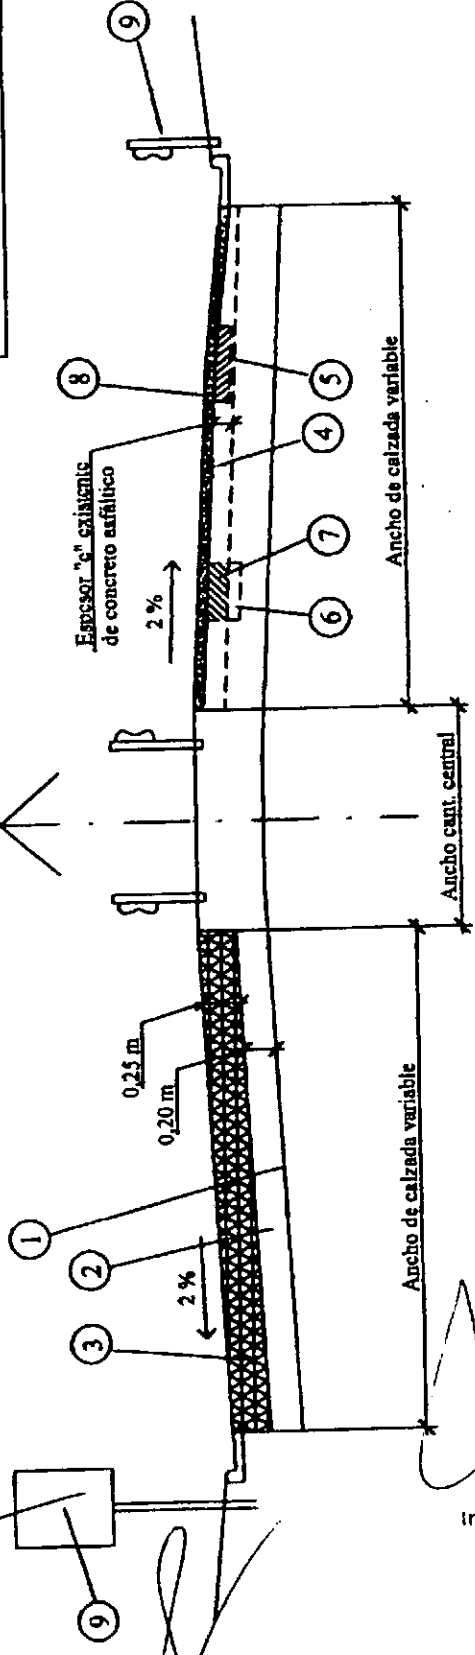 9
1
2
3
2 %
0,25 m
0,20 m
Espesor "e" existente
de concreto asfáltico
2 %
8
9
4
5
6
7
Ancho de calzada variable
Ancho cant. central
Ancho de calzada variable